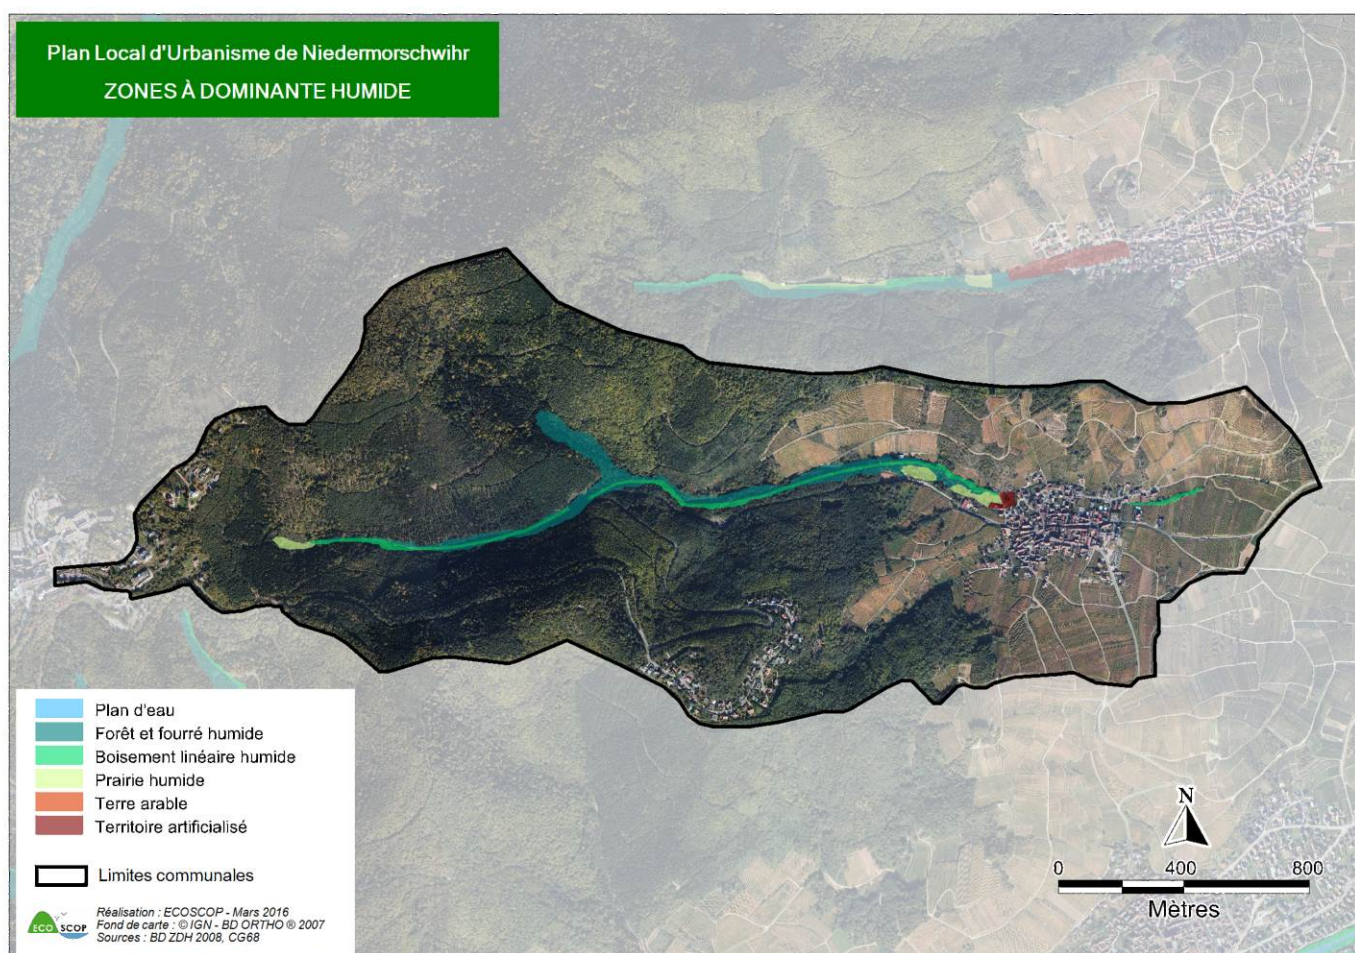 Plan Local d'Urbanisme de Niedermorschwihr
ZONES À DOMINANTE HUMIDE
Plan d'eau
Forêt et fourré humide
Boisement linéaire humide
Prairie humide
Terre arable
Territoire artificialisé
Limites communales
ECO SCOP
Réalisation : ECOSCOP - Mars 2016
Fond de carte : © IGN - BD ORTHO ® 2007
Sources : BD ZDH 2008, CG68
N
0 400 800
Mètres